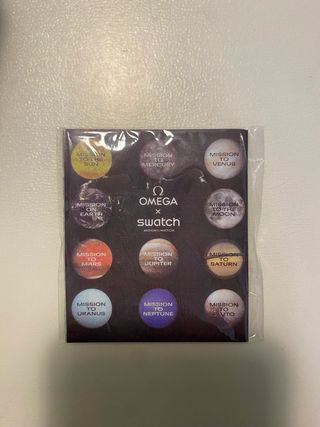 MISSION TO THE SUN
MISSION TO MERCURY
MISSION TO VENUS
MISSION ON EARTH
Ω
OMEGA
×
swatch
MISSION TO THE MOON
MISSION TO MARS
MISSION TO JUPITER
MISSION TO SATURN
MISSION TO URANUS
MISSION TO NEPTUNE
MISSION TO PLUTO